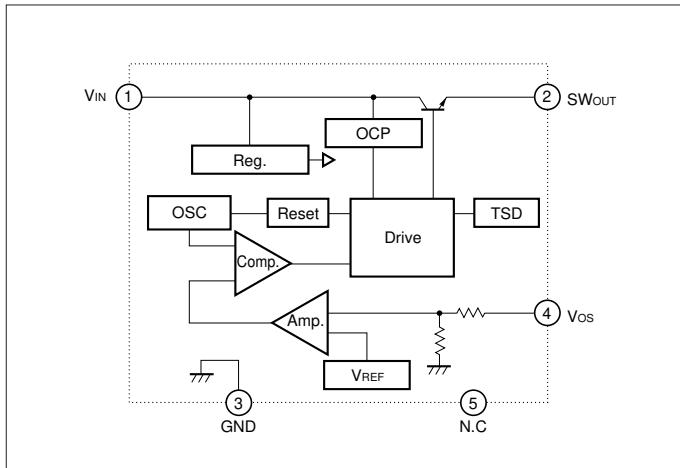 VIN 1
2 SWOUT
OCP
Reg.
OSC
Reset
Drive
TSD
Comp.
Amp.
4 VOS
VREF
3
GND
5
N.C